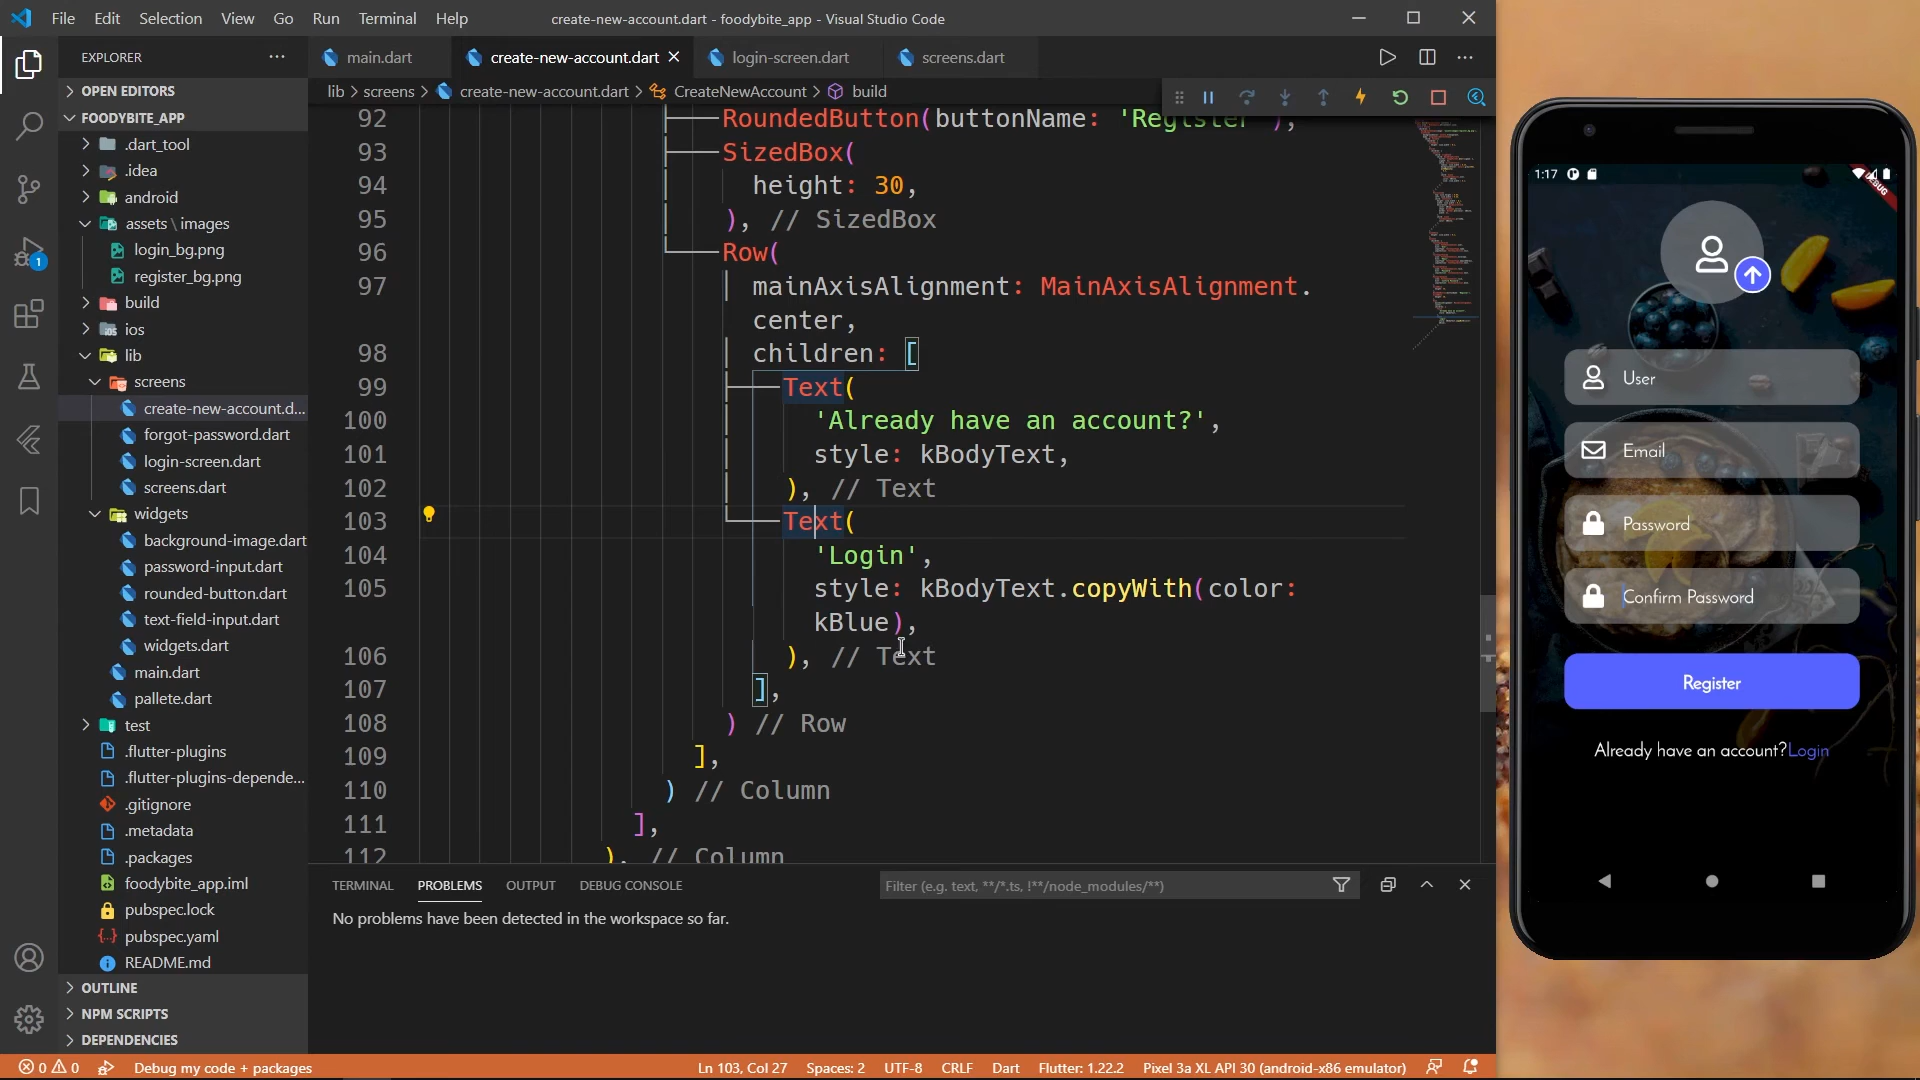 File Edit Selection View Go Run Terminal Help
create-new-account.dart - foodybite_app - Visual Studio Code
EXPLORER
main.dart
create-new-account.dart
login-screen.dart
screens.dart
OPEN EDITORS
lib > screens > create-new-account.dart > CreateNewAccount > build
FOODYBITE_APP
.dart_tool
.idea
android
assets \ images
login_bg.png
register_bg.png
build
ios
lib
screens
create-new-account.d...
forgot-password.dart
login-screen.dart
screens.dart
widgets
background-image.dart
password-input.dart
rounded-button.dart
text-field-input.dart
widgets.dart
main.dart
pallete.dart
test
.flutter-plugins
.flutter-plugins-depende...
.gitignore
.metadata
.packages
foodybite_app.iml
pubspec.lock
pubspec.yaml
README.md
OUTLINE
NPM SCRIPTS
DEPENDENCIES
1
92 RoundedButton(buttonName: 'Register'),
93 SizedBox(
94 height: 30,
95 ), // SizedBox
96 Row(
97 mainAxisAlignment: MainAxisAlignment.
center,
98 children: [
99 Text(
100 'Already have an account?',
101 style: kBodyText,
102 ), // Text
103 Text(
104 'Login',
105 style: kBodyText.copyWith(color:
kBlue),
106 ), // Text
107 ],
108 ) // Row
109 ],
110 ) // Column
111 ],
112 ), // Column
TERMINAL PROBLEMS OUTPUT DEBUG CONSOLE
Filter (e.g. text, **/*.ts, !**/node_modules/**)
No problems have been detected in the workspace so far.
0 0 Debug my code + packages
Ln 103, Col 27 Spaces: 2 UTF-8 CRLF Dart Flutter: 1.22.2 Pixel 3a XL API 30 (android-x86 emulator)
1:17
DEBUG
User
Email
Password
Confirm Password
Register
Already have an account?Login